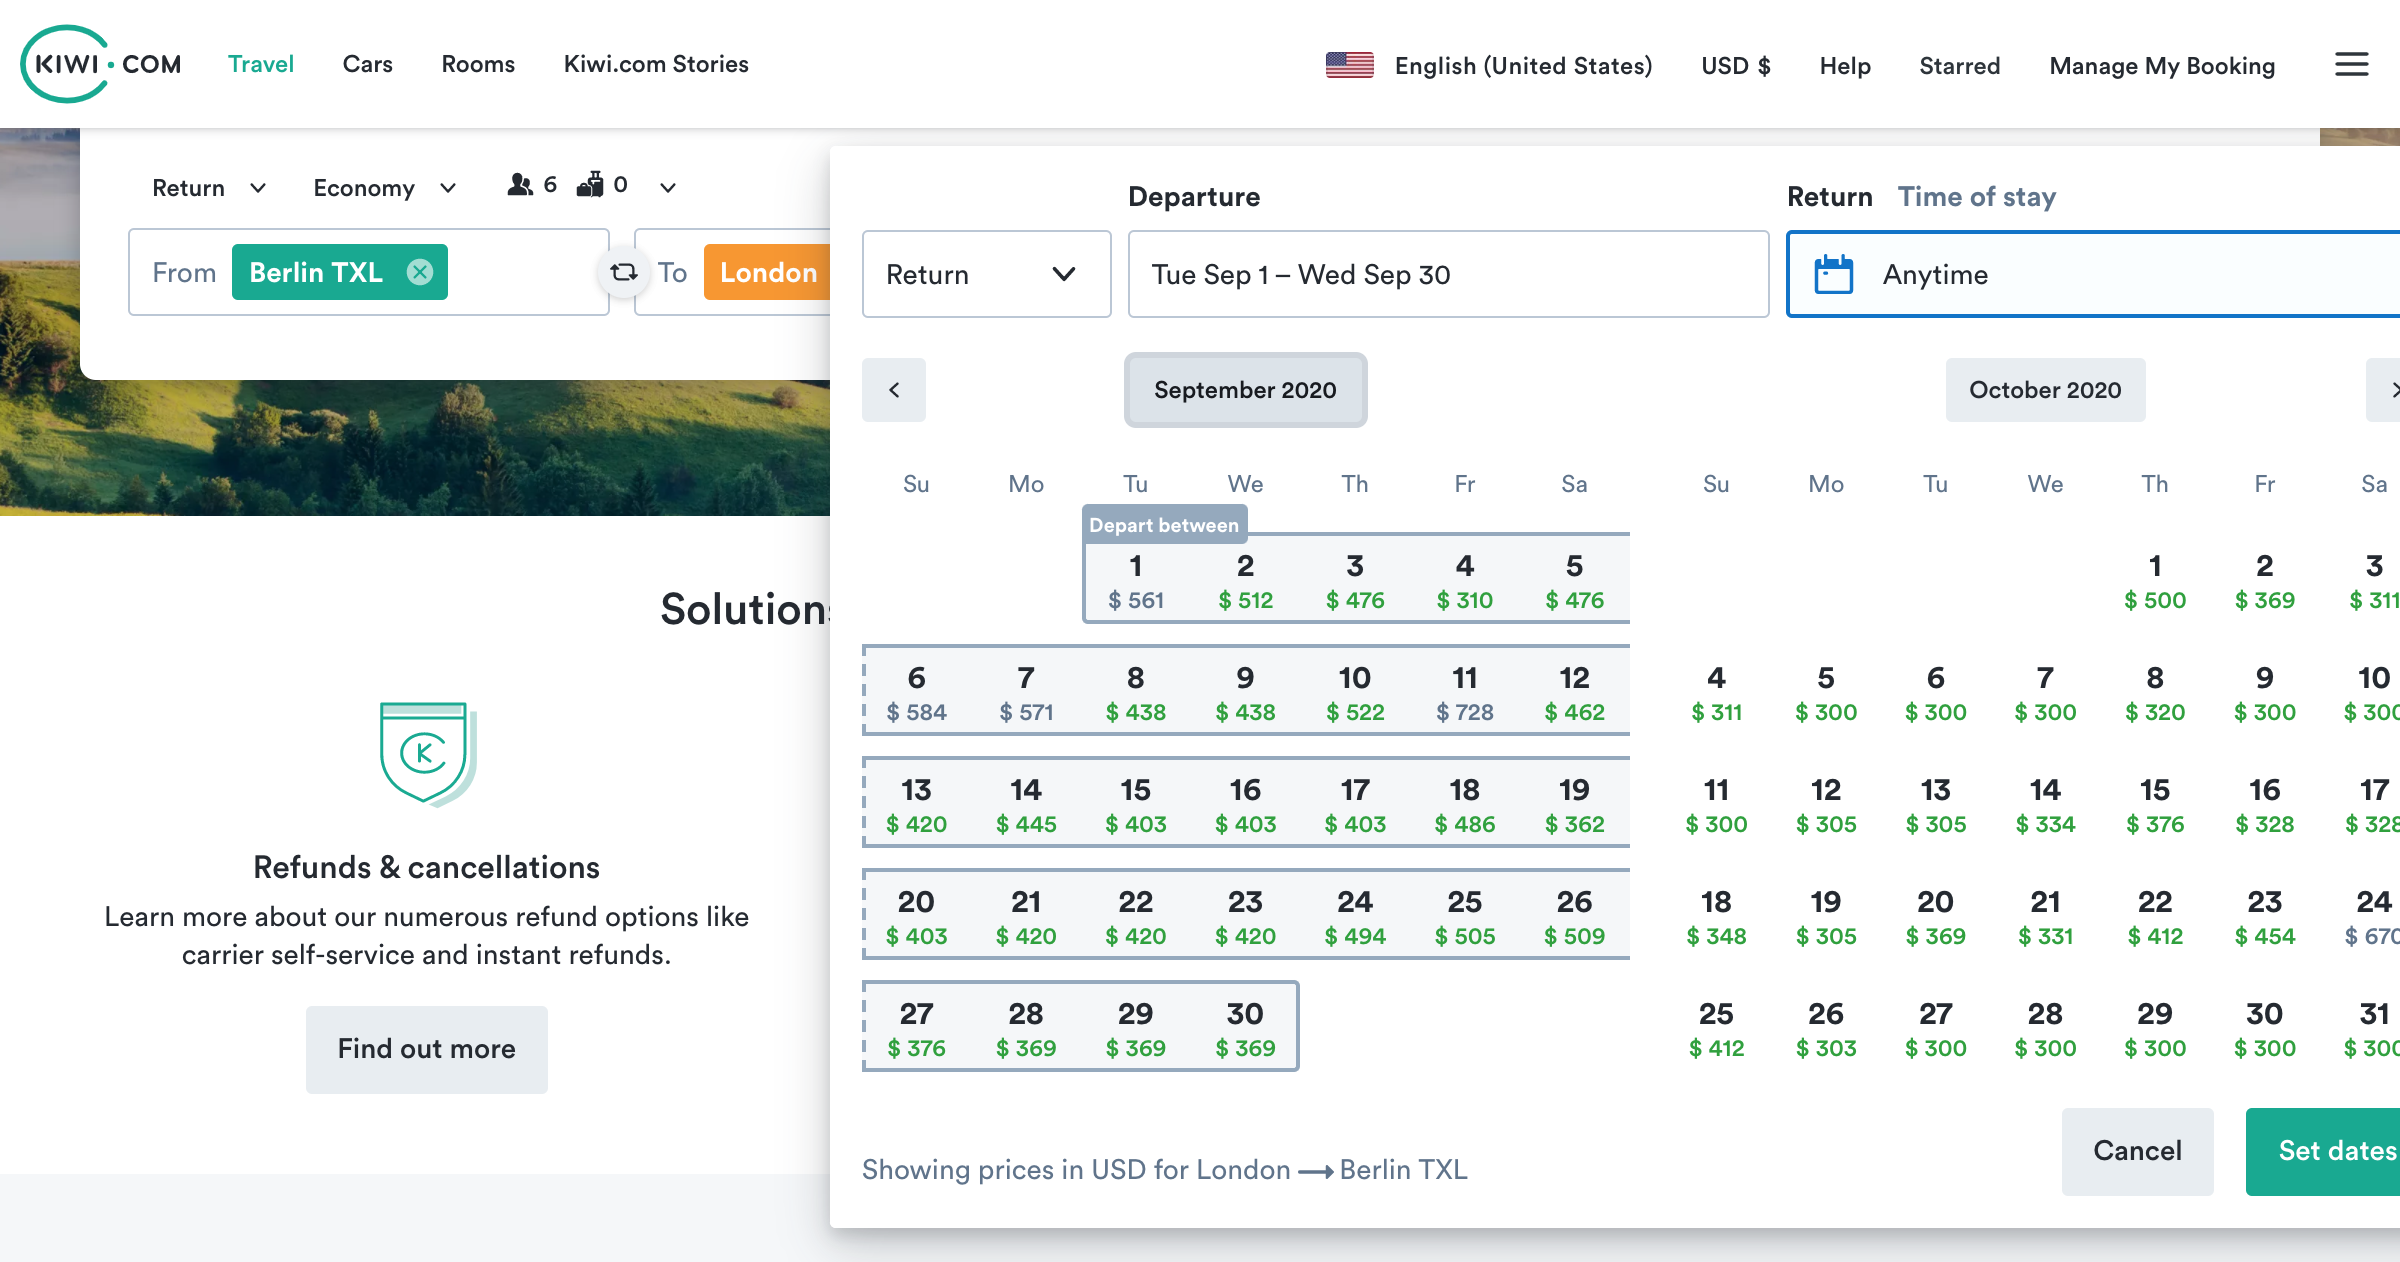 KIWI.COM Travel Cars Rooms Kiwi.com Stories English (United States) USD $ Help Starred Manage My Booking
Return Economy 6 0
From Berlin TXL To London
Departure Return Time of stay
Return Tue Sep 1 – Wed Sep 30 Anytime
September 2020 October 2020
Su Mo Tu We Th Fr Sa Su Mo Tu We Th Fr Sa
Depart between
1 2 3 4 5 1 2 3
$ 561 $ 512 $ 476 $ 310 $ 476 $ 500 $ 369 $ 311
6 7 8 9 10 11 12 4 5 6 7 8 9 10
$ 584 $ 571 $ 438 $ 438 $ 522 $ 728 $ 462 $ 311 $ 300 $ 300 $ 300 $ 320 $ 300 $ 300
13 14 15 16 17 18 19 11 12 13 14 15 16 17
$ 420 $ 445 $ 403 $ 403 $ 403 $ 486 $ 362 $ 300 $ 305 $ 305 $ 334 $ 376 $ 328 $ 328
20 21 22 23 24 25 26 18 19 20 21 22 23 24
$ 403 $ 420 $ 420 $ 420 $ 494 $ 505 $ 509 $ 348 $ 305 $ 369 $ 331 $ 412 $ 454 $ 670
27 28 29 30 25 26 27 28 29 30 31
$ 376 $ 369 $ 369 $ 369 $ 412 $ 303 $ 300 $ 300 $ 300 $ 300 $ 300
Cancel Set dates
Showing prices in USD for London → Berlin TXL
Solutions
K
Refunds & cancellations
Learn more about our numerous refund options like
carrier self-service and instant refunds.
Find out more